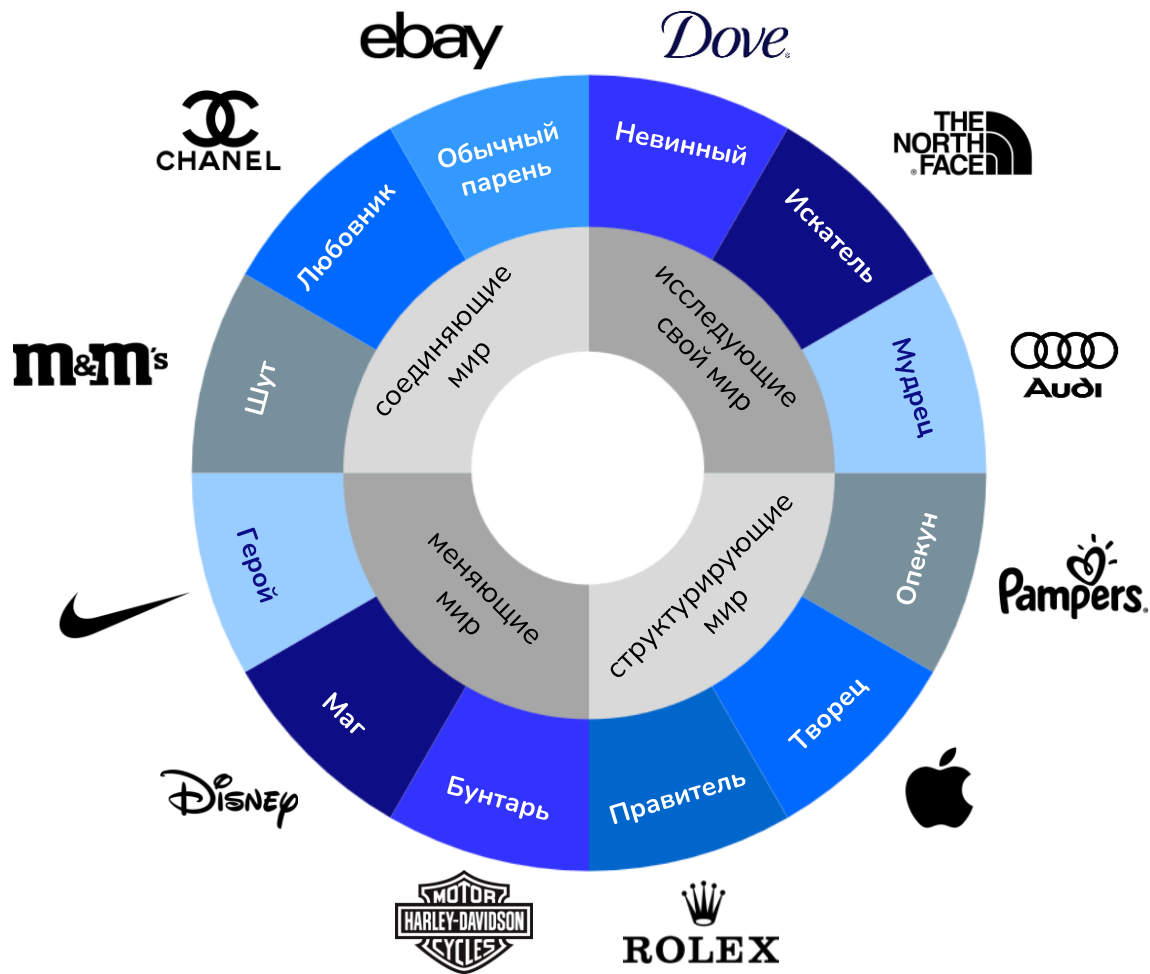 ebay
Dove
CHANEL
THE
NORTH
FACE
Обычный
парень
Невинный
Любовник
Искатель
соединяющие
мир
исследующие
свой мир
m&m's
Шут
Мудрец
Audi
Герой
меняющие
мир
структурирующие
мир
Опекун
Pampers
Маг
Творец
Disney
Бунтарь
Правитель
MOTOR
HARLEY-DAVIDSON
CYCLES
ROLEX